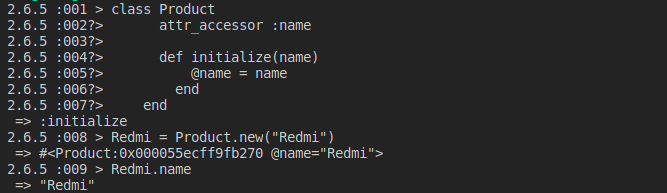 2.6.5 :001 > class Product
2.6.5 :002?>     attr_accessor :name
2.6.5 :003?>
2.6.5 :004?>     def initialize(name)
2.6.5 :005?>         @name = name
2.6.5 :006?>       end
2.6.5 :007?>   end
 => :initialize
2.6.5 :008 > Redmi = Product.new("Redmi")
 => #<Product:0x000055ecff9fb270 @name="Redmi">
2.6.5 :009 > Redmi.name
 => "Redmi"